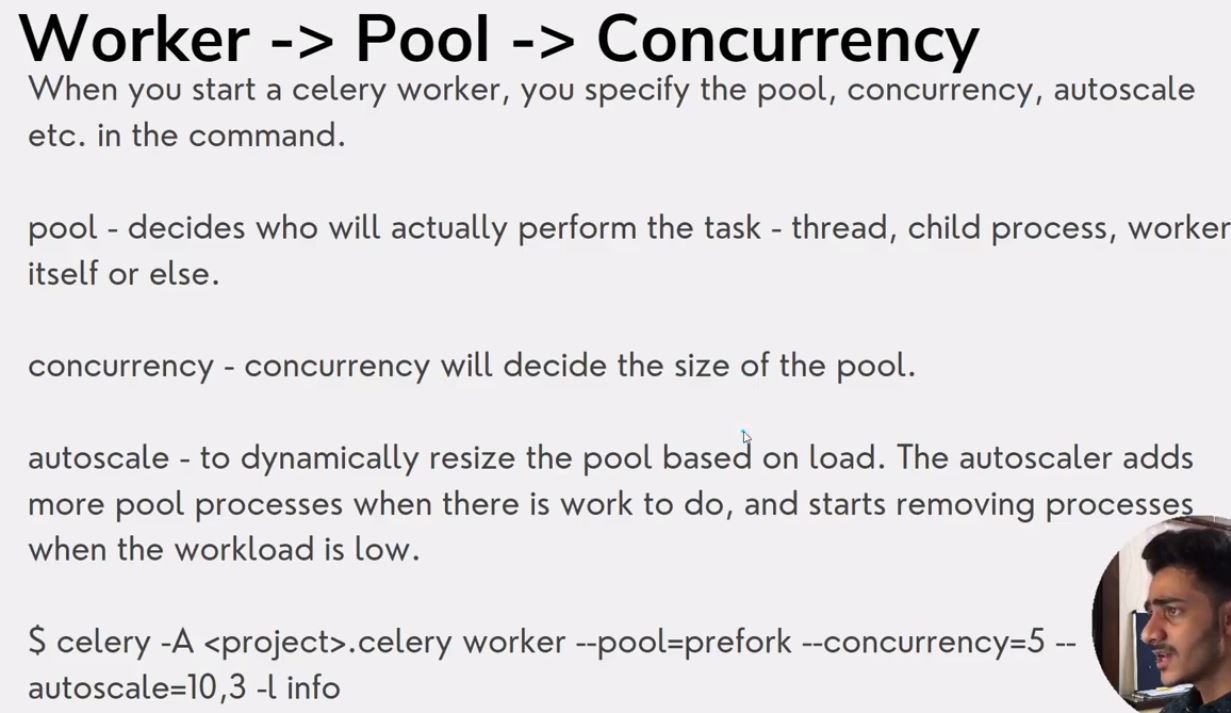 Worker -> Pool -> Concurrency
When you start a celery worker, you specify the pool, concurrency, autoscale
etc. in the command.
pool - decides who will actually perform the task - thread, child process, worker
itself or else.
concurrency - concurrency will decide the size of the pool.
autoscale - to dynamically resize the pool based on load. The autoscaler adds
more pool processes when there is work to do, and starts removing processes
when the workload is low.
$ celery -A <project>.celery worker --pool=prefork --concurrency=5 --
autoscale=10,3 -l info